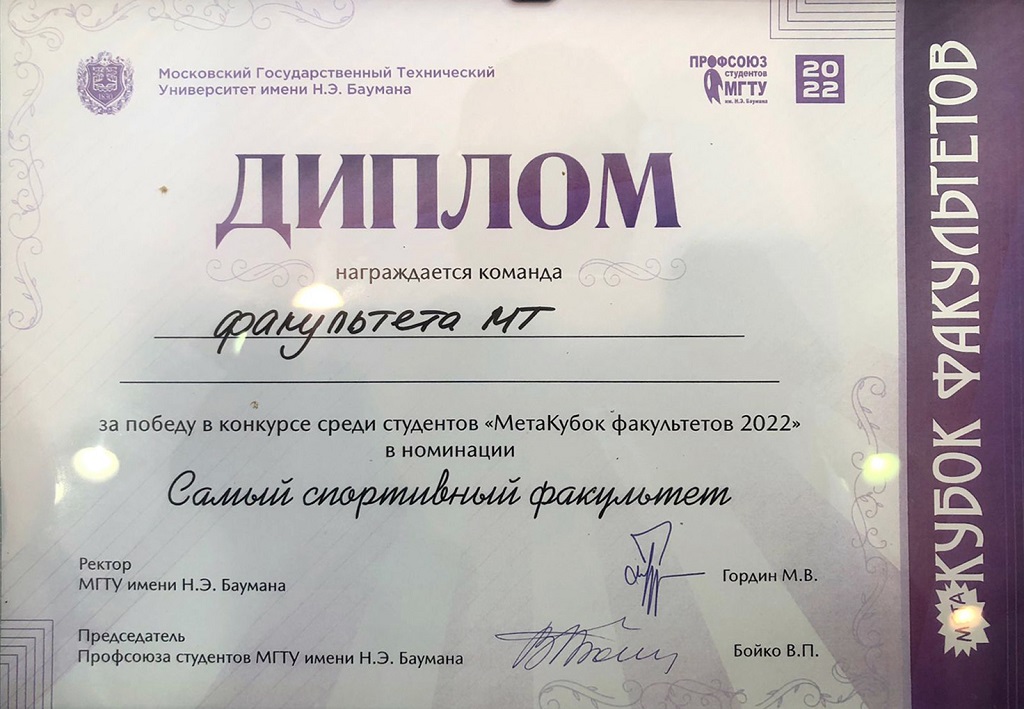 Московский Государственный Технический
Университет имени Н.Э. Баумана
ПРОФСОЮЗ
студентов
МГТУ
им. Н.Э. Баумана
20
22
ДИПЛОМ
награждается команда
факультета МТ
за победу в конкурсе среди студентов «МетаКубок факультетов 2022»
в номинации
Самый спортивный факультет
Ректор
МГТУ имени Н.Э. Баумана
Гордин М.В.
Председатель
Профсоюза студентов МГТУ имени Н.Э. Баумана
Бойко В.П.
МЕТА КУБОК ФАКУЛЬТЕТОВ